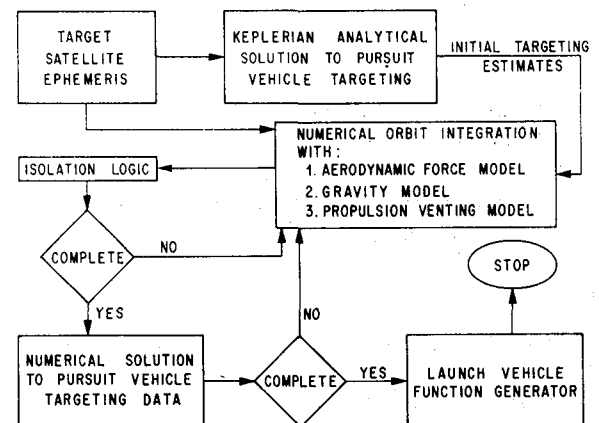 TARGET
SATELLITE
EPHEMERIS
KEPLERIAN ANALYTICAL
SOLUTION TO PURSUIT
VEHICLE TARGETING
INITIAL TARGETING
ESTIMATES
NUMERICAL ORBIT INTEGRATION
WITH:
1. AERODYNAMIC FORCE MODEL
2. GRAVITY MODEL
3. PROPULSION VENTING MODEL
ISOLATION LOGIC
COMPLETE
NO
YES
STOP
NO
NUMERICAL SOLUTION
TO PURSUIT VEHICLE
TARGETING DATA
COMPLETE
YES
LAUNCH VEHICLE
FUNCTION GENERATOR